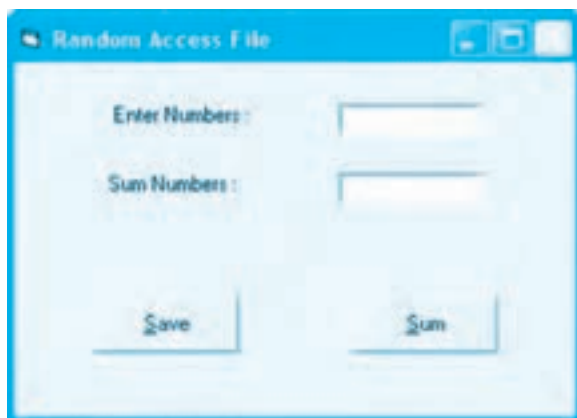 Random Access File
Enter Numbers :
Sum Numbers :
Save
Sum